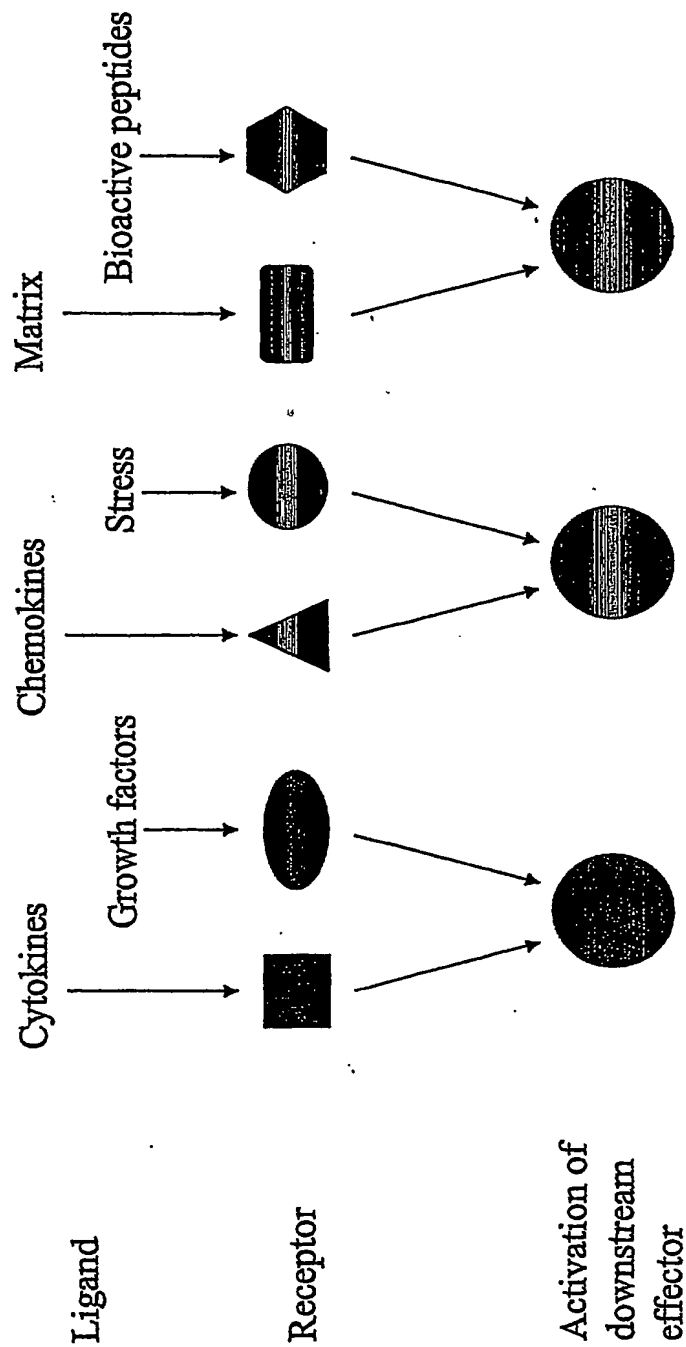 Ligand
Cytokines
Growth factors
Chemokines
Stress
Matrix
Bioactive peptides
Receptor
Activation of
downstream
effector